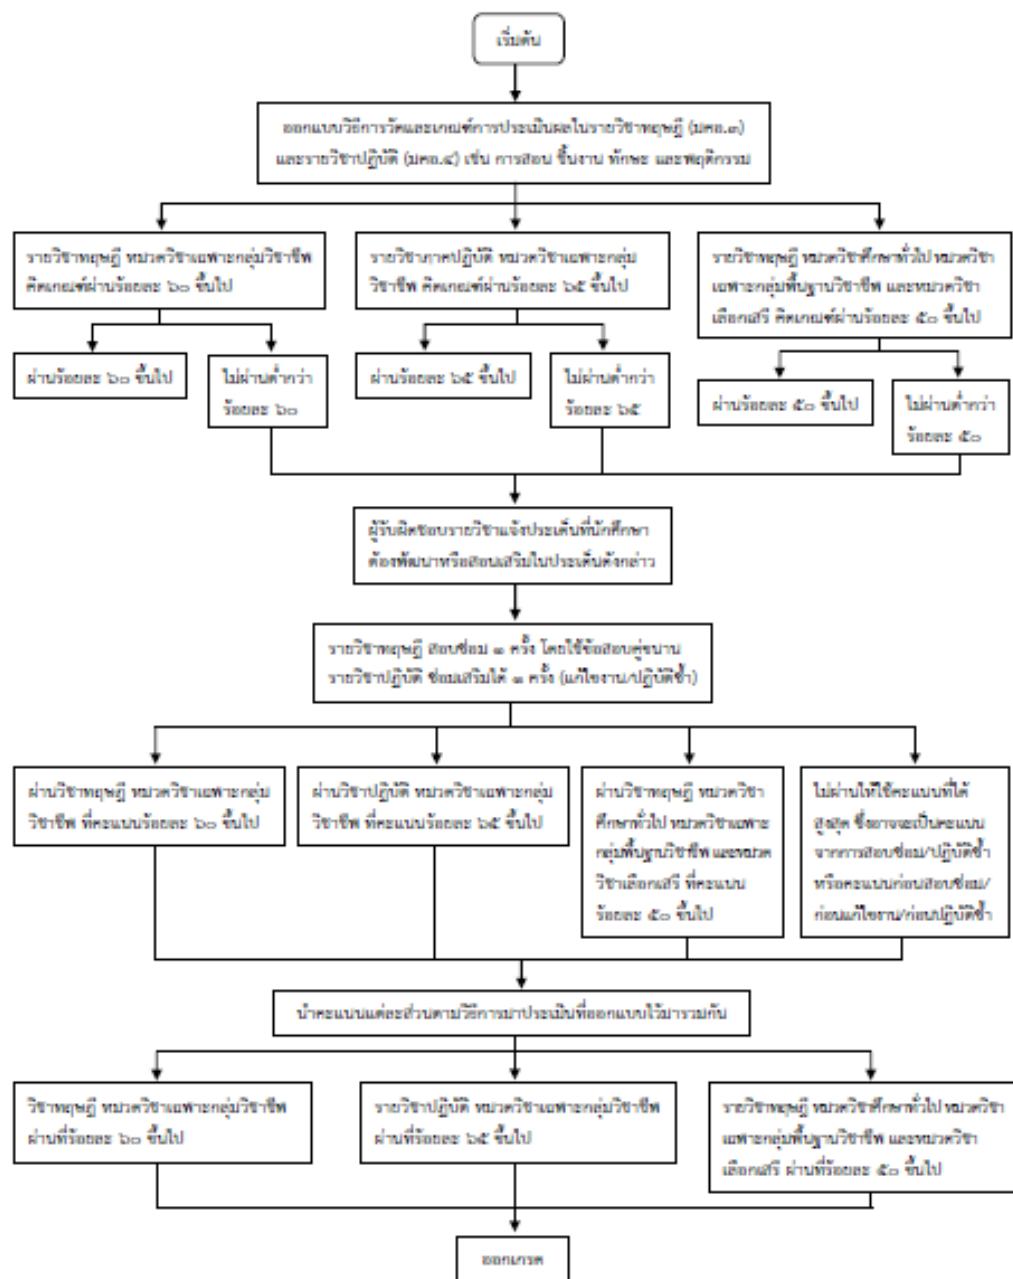 เริ่มต้น
ออกแบบวิธีการวัดและเกณฑ์การประเมินผลในรายวิชาทฤษฎี (มคอ.๓)
และรายวิชาปฏิบัติ (มคอ.๔) เช่น การสอน ชิ้นงาน ทักษะ และพฤติกรรม
รายวิชาทฤษฎี หมวดวิชาเฉพาะกลุ่มวิชาชีพ
คิดเกณฑ์ผ่านร้อยละ ๖๐ ขึ้นไป
รายวิชาภาคปฏิบัติ หมวดวิชาเฉพาะกลุ่ม
วิชาชีพ คิดเกณฑ์ผ่านร้อยละ ๖๕ ขึ้นไป
รายวิชาทฤษฎี หมวดวิชาศึกษาทั่วไป หมวดวิชา
เฉพาะกลุ่มพื้นฐานวิชาชีพ และหมวดวิชา
เลือกเสรี คิดเกณฑ์ผ่านร้อยละ ๕๐ ขึ้นไป
ผ่านร้อยละ ๖๐ ขึ้นไป
ไม่ผ่านต่ำกว่า
ร้อยละ ๖๐
ผ่านร้อยละ ๖๕ ขึ้นไป
ไม่ผ่านต่ำกว่า
ร้อยละ ๖๕
ผ่านร้อยละ ๕๐ ขึ้นไป
ไม่ผ่านต่ำกว่า
ร้อยละ ๕๐
ผู้รับผิดชอบรายวิชาแจ้งประเด็นที่นักศึกษา
ต้องพัฒนาหรือสอนเสริมในประเด็นดังกล่าว
รายวิชาทฤษฎี สอบซ่อม ๑ ครั้ง โดยใช้ข้อสอบคู่ขนาน
รายวิชาปฏิบัติ ซ่อมเสริมได้ ๑ ครั้ง (แก้ไขงาน/ปฏิบัติซ้ำ)
ผ่านวิชาทฤษฎี หมวดวิชาเฉพาะกลุ่ม
วิชาชีพ ที่คะแนนร้อยละ ๖๐ ขึ้นไป
ผ่านวิชาปฏิบัติ หมวดวิชาเฉพาะกลุ่ม
วิชาชีพ ที่คะแนนร้อยละ ๖๕ ขึ้นไป
ผ่านวิชาทฤษฎี หมวดวิชา
ศึกษาทั่วไป หมวดวิชาเฉพาะ
กลุ่มพื้นฐานวิชาชีพ และหมวด
วิชาเลือกเสรี ที่คะแนน
ร้อยละ ๕๐ ขึ้นไป
ไม่ผ่านให้ใช้คะแนนที่ได้
สูงสุด ซึ่งอาจจะเป็นคะแนน
จากการสอบซ่อม/ปฏิบัติซ้ำ
หรือคะแนนก่อนสอบซ่อม/
ก่อนแก้ไขงาน/ก่อนปฏิบัติซ้ำ
นำคะแนนแต่ละส่วนตามวิธีการมาประเมินที่ออกแบบไว้มารวมกัน
วิชาทฤษฎี หมวดวิชาเฉพาะกลุ่มวิชาชีพ
ผ่านที่ร้อยละ ๖๐ ขึ้นไป
รายวิชาปฏิบัติ หมวดวิชาเฉพาะกลุ่มวิชาชีพ
ผ่านที่ร้อยละ ๖๕ ขึ้นไป
รายวิชาทฤษฎี หมวดวิชาศึกษาทั่วไป หมวดวิชา
เฉพาะกลุ่มพื้นฐานวิชาชีพ และหมวดวิชา
เลือกเสรี ผ่านที่ร้อยละ ๕๐ ขึ้นไป
ออกเกรด